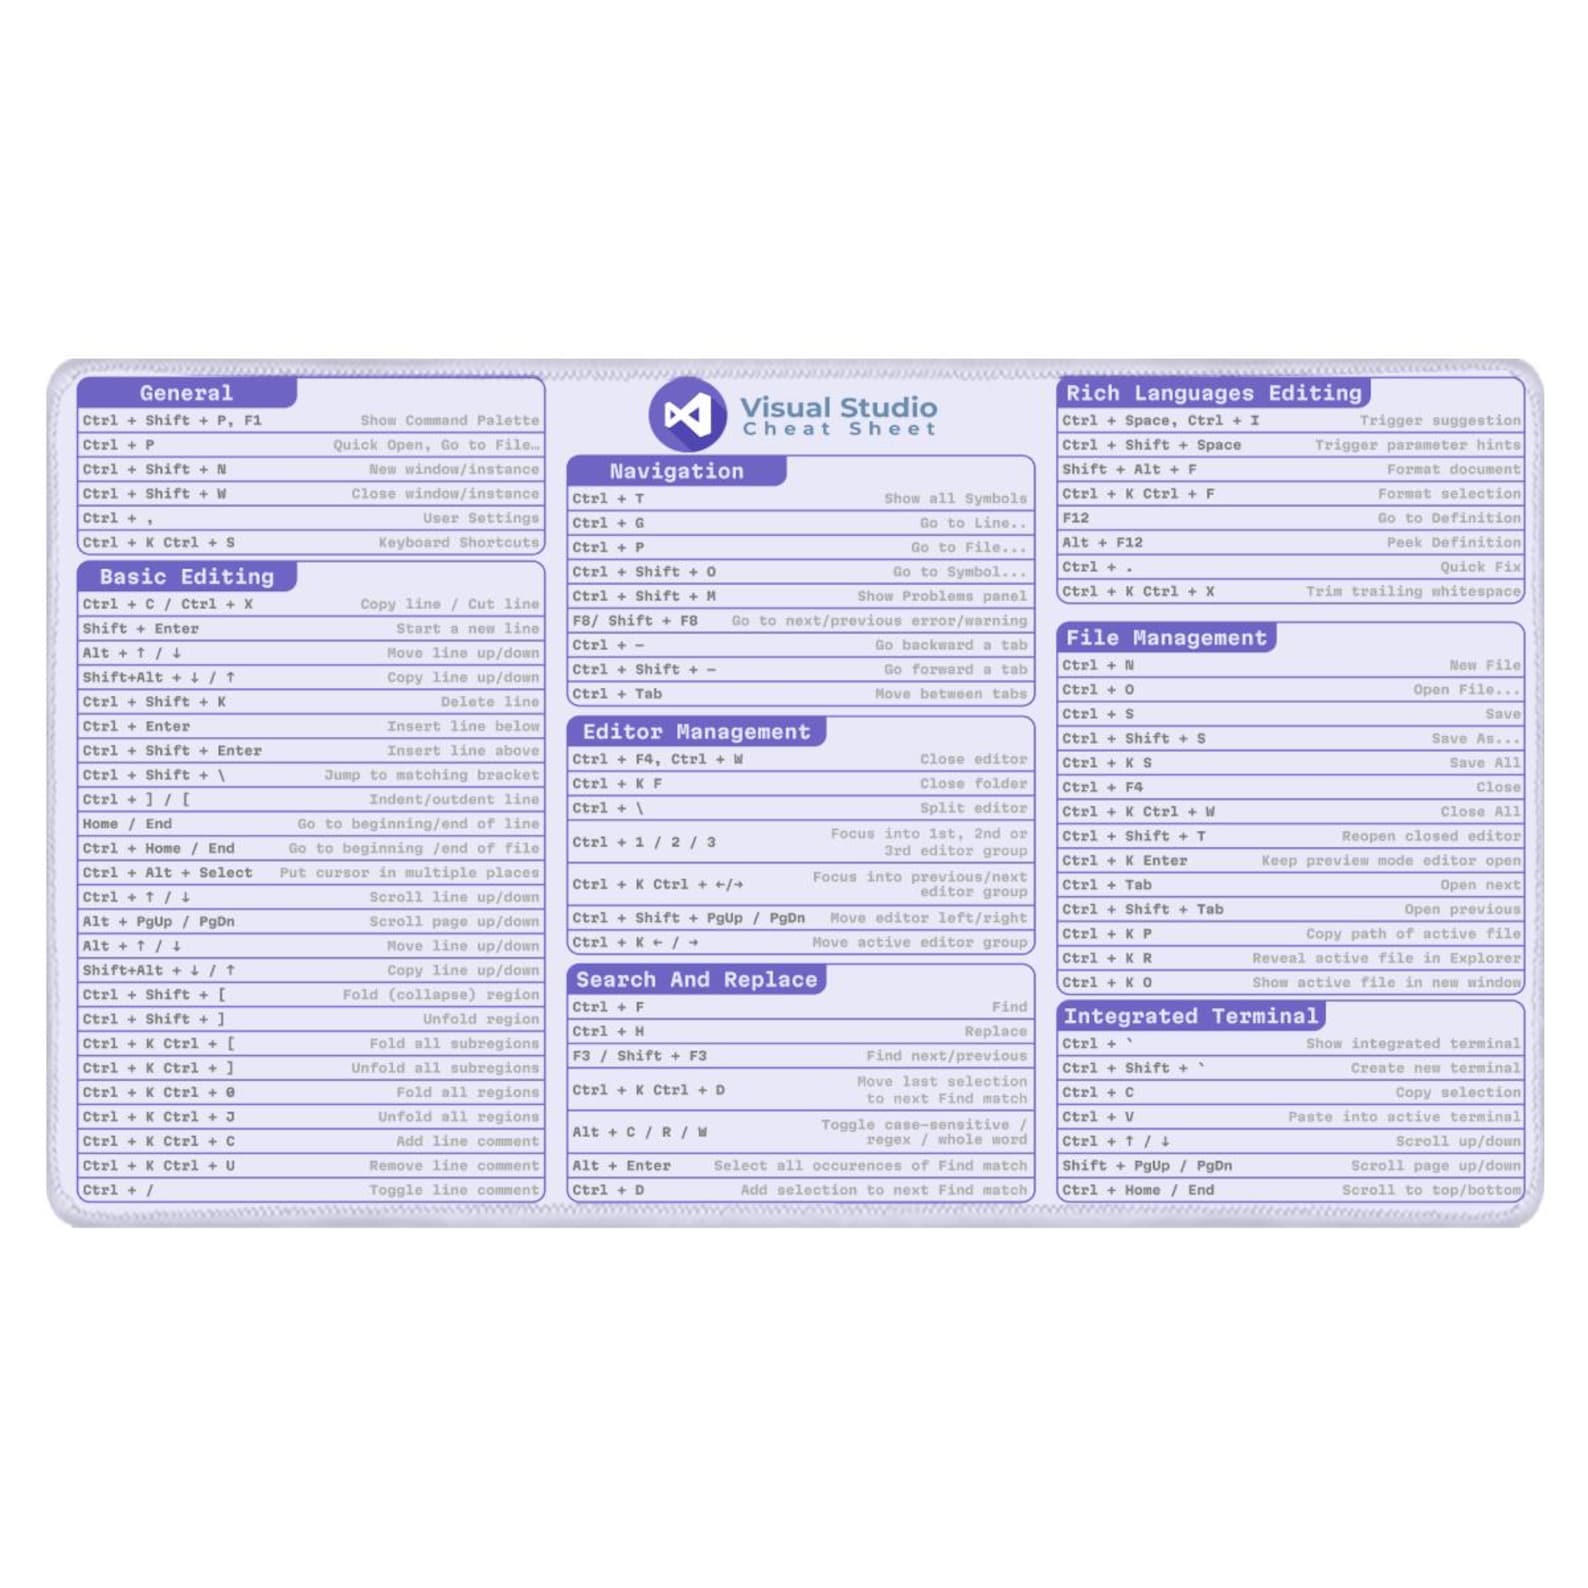 General
Ctrl + Shift + P, F1 Show Command Palette
Ctrl + P Quick Open, Go to File…
Ctrl + Shift + N New window/instance
Ctrl + Shift + W Close window/instance
Ctrl + , User Settings
Ctrl + K Ctrl + S Keyboard Shortcuts
Basic Editing
Ctrl + C / Ctrl + X Copy line / Cut line
Shift + Enter Start a new line
Alt + ↑ / ↓ Move line up/down
Shift+Alt + ↓ / ↑ Copy line up/down
Ctrl + Shift + K Delete line
Ctrl + Enter Insert line below
Ctrl + Shift + Enter Insert line above
Ctrl + Shift + \ Jump to matching bracket
Ctrl + ] / [ Indent/outdent line
Home / End Go to beginning/end of line
Ctrl + Home / End Go to beginning /end of file
Ctrl + Alt + Select Put cursor in multiple places
Ctrl + ↑ / ↓ Scroll line up/down
Alt + PgUp / PgDn Scroll page up/down
Alt + ↑ / ↓ Move line up/down
Shift+Alt + ↓ / ↑ Copy line up/down
Ctrl + Shift + [ Fold (collapse) region
Ctrl + Shift + ] Unfold region
Ctrl + K Ctrl + [ Fold all subregions
Ctrl + K Ctrl + ] Unfold all subregions
Ctrl + K Ctrl + 0 Fold all regions
Ctrl + K Ctrl + J Unfold all regions
Ctrl + K Ctrl + C Add line comment
Ctrl + K Ctrl + U Remove line comment
Ctrl + / Toggle line comment
Visual Studio
Cheat Sheet
Navigation
Ctrl + T Show all Symbols
Ctrl + G Go to Line..
Ctrl + P Go to File...
Ctrl + Shift + O Go to Symbol...
Ctrl + Shift + M Show Problems panel
F8/ Shift + F8 Go to next/previous error/warning
Ctrl + – Go backward a tab
Ctrl + Shift + – Go forward a tab
Ctrl + Tab Move between tabs
Editor Management
Ctrl + F4, Ctrl + W Close editor
Ctrl + K F Close folder
Ctrl + \ Split editor
Ctrl + 1 / 2 / 3 Focus into 1st, 2nd or
3rd editor group
Ctrl + K Ctrl + ←/→ Focus into previous/next
editor group
Ctrl + Shift + PgUp / PgDn Move editor left/right
Ctrl + K ← / → Move active editor group
Search And Replace
Ctrl + F Find
Ctrl + H Replace
F3 / Shift + F3 Find next/previous
Ctrl + K Ctrl + D Move last selection
to next Find match
Alt + C / R / W Toggle case-sensitive /
regex / whole word
Alt + Enter Select all occurences of Find match
Ctrl + D Add selection to next Find match
Rich Languages Editing
Ctrl + Space, Ctrl + I Trigger suggestion
Ctrl + Shift + Space Trigger parameter hints
Shift + Alt + F Format document
Ctrl + K Ctrl + F Format selection
F12 Go to Definition
Alt + F12 Peek Definition
Ctrl + . Quick Fix
Ctrl + K Ctrl + X Trim trailing whitespace
File Management
Ctrl + N New File
Ctrl + O Open File...
Ctrl + S Save
Ctrl + Shift + S Save As...
Ctrl + K S Save All
Ctrl + F4 Close
Ctrl + K Ctrl + W Close All
Ctrl + Shift + T Reopen closed editor
Ctrl + K Enter Keep preview mode editor open
Ctrl + Tab Open next
Ctrl + Shift + Tab Open previous
Ctrl + K P Copy path of active file
Ctrl + K R Reveal active file in Explorer
Ctrl + K O Show active file in new window
Integrated Terminal
Ctrl + ` Show integrated terminal
Ctrl + Shift + ` Create new terminal
Ctrl + C Copy selection
Ctrl + V Paste into active terminal
Ctrl + ↑ / ↓ Scroll up/down
Shift + PgUp / PgDn Scroll page up/down
Ctrl + Home / End Scroll to top/bottom